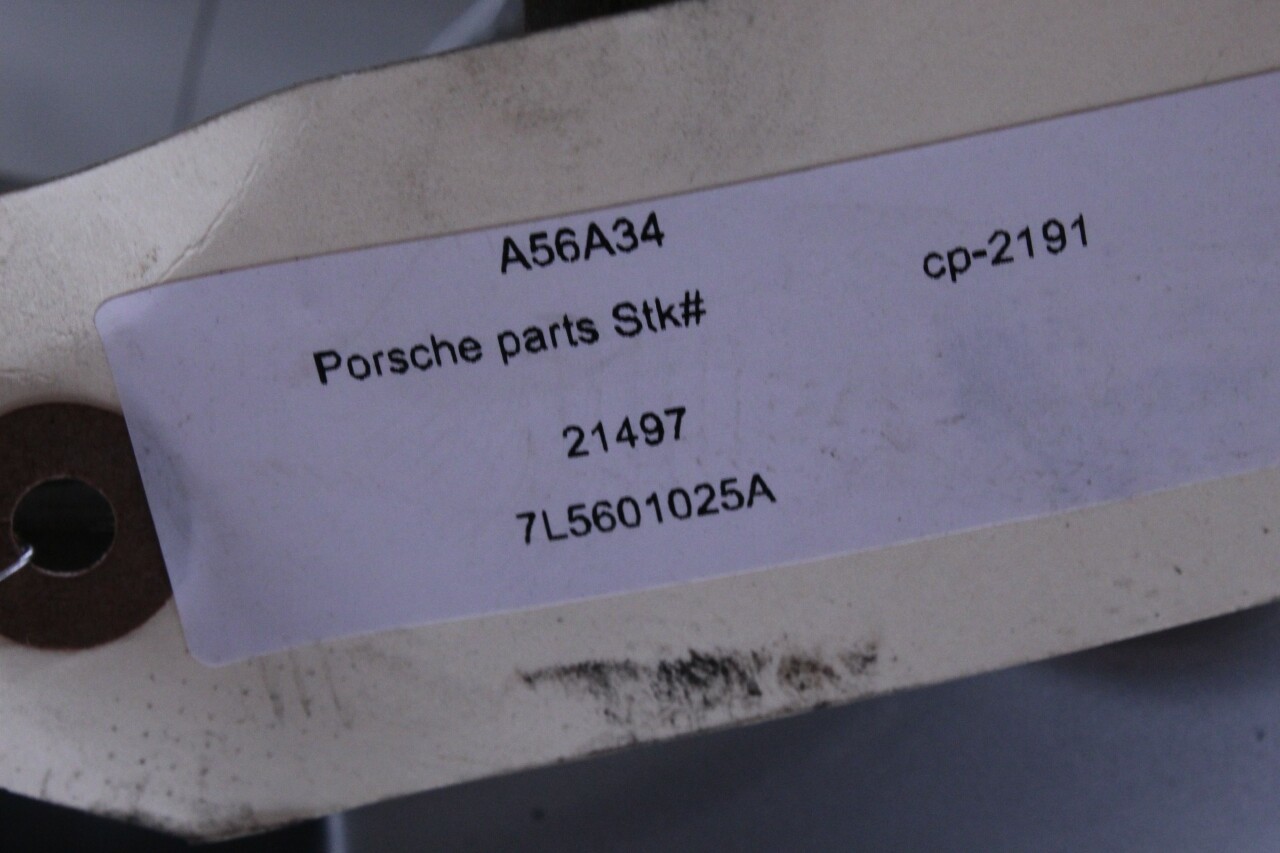 A56A34
cp-2191
Porsche parts Stk#
21497
7L5601025A